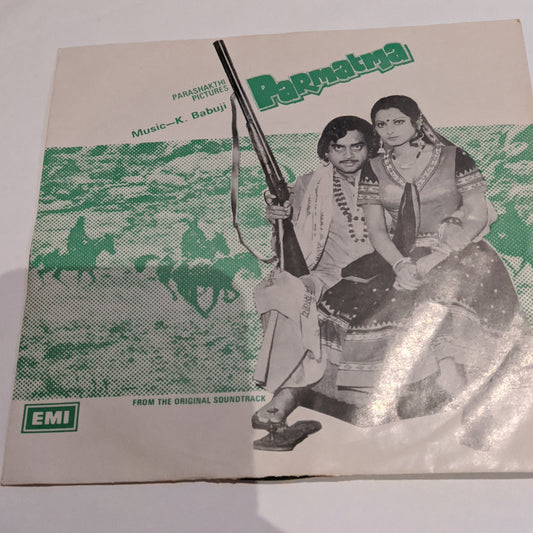 PARASHAKTHI
PICTURES
Parmatma
Music—K. Babuji
FROM THE ORIGINAL SOUNDTRACK
EMI